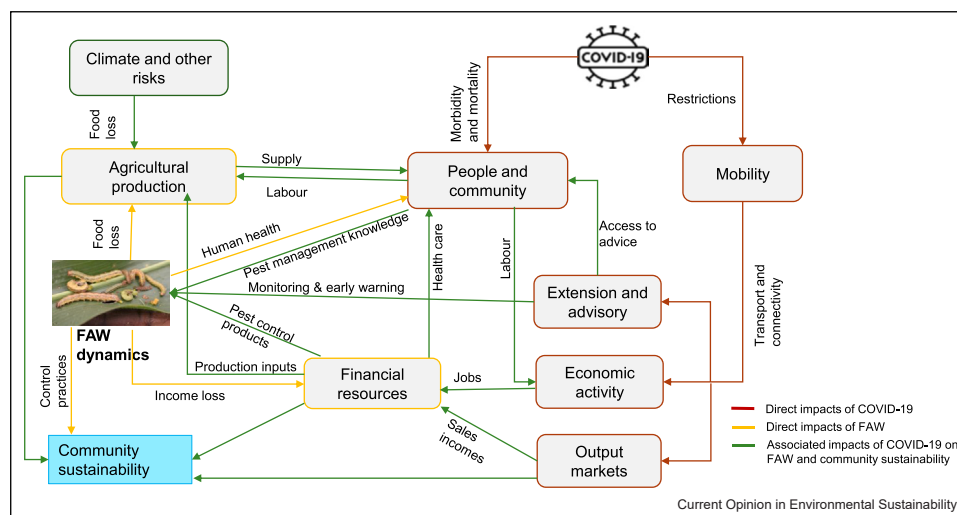 COVID-19
Climate and other
risks
Morbidity
and mortality
Restrictions
Food
loss
Agricultural
production
Supply
Labour
People and
community
Mobility
Food
loss
Human health
Pest management knowledge
Health care
Labour
Access to
advice
Transport and
connectivity
Monitoring & early warning
Extension and
advisory
FAW
dynamics
Pest control
products
Control
practices
Production inputs
Income loss
Financial
resources
Jobs
Economic
activity
Sales
incomes
Community
sustainability
Output
markets
Direct impacts of COVID-19
Direct impacts of FAW
Associated impacts of COVID-19 on
FAW and community sustainability
Current Opinion in Environmental Sustainability